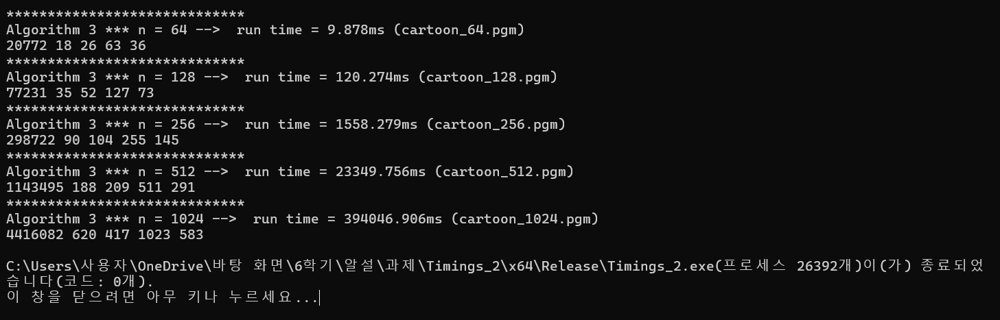 *****************************
Algorithm 3 *** n = 64 -->  run time = 9.878ms (cartoon_64.pgm)
20772 18 26 63 36
*****************************
Algorithm 3 *** n = 128 -->  run time = 120.274ms (cartoon_128.pgm)
77231 35 52 127 73
*****************************
Algorithm 3 *** n = 256 -->  run time = 1558.279ms (cartoon_256.pgm)
298722 90 104 255 145
*****************************
Algorithm 3 *** n = 512 -->  run time = 23349.756ms (cartoon_512.pgm)
1143495 188 209 511 291
*****************************
Algorithm 3 *** n = 1024 -->  run time = 394046.906ms (cartoon_1024.pgm)
4416082 620 417 1023 583
C:\Users\사용자\OneDrive\바탕 화면\6학기\알설\과제\Timings_2\x64\Release\Timings_2.exe(프로세스 26392개)이(가) 종료되었
습니다(코드: 0개).
이 창을 닫으려면 아무 키나 누르세요...